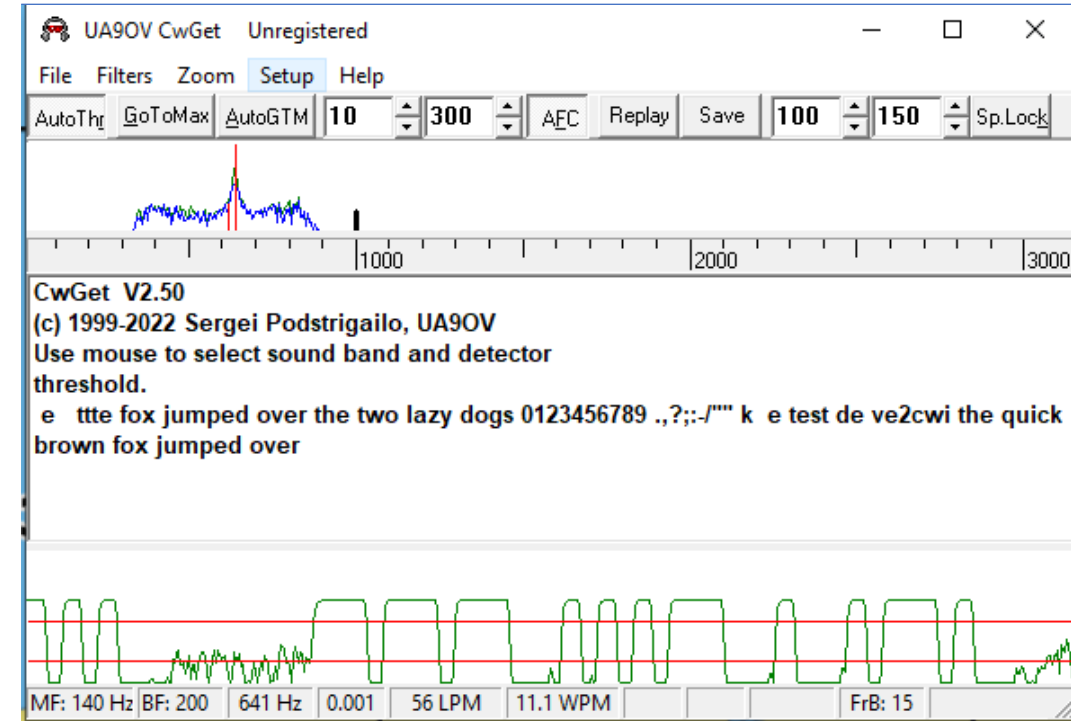 UA9OV CwGet Unregistered
File Filters Zoom Setup Help
AutoThr GoToMax AutoGTM 10 300 AFC Replay Save 100 150 Sp.Lock
1000 2000 3000
CwGet V2.50
(c) 1999-2022 Sergei Podstrigailo, UA9OV
Use mouse to select sound band and detector
threshold.
e ttte fox jumped over the two lazy dogs 0123456789 .,?;:-/"" k e test de ve2cwi the quick
brown fox jumped over
MF: 140 Hz BF: 200 641 Hz 0.001 56 LPM 11.1 WPM FrB: 15